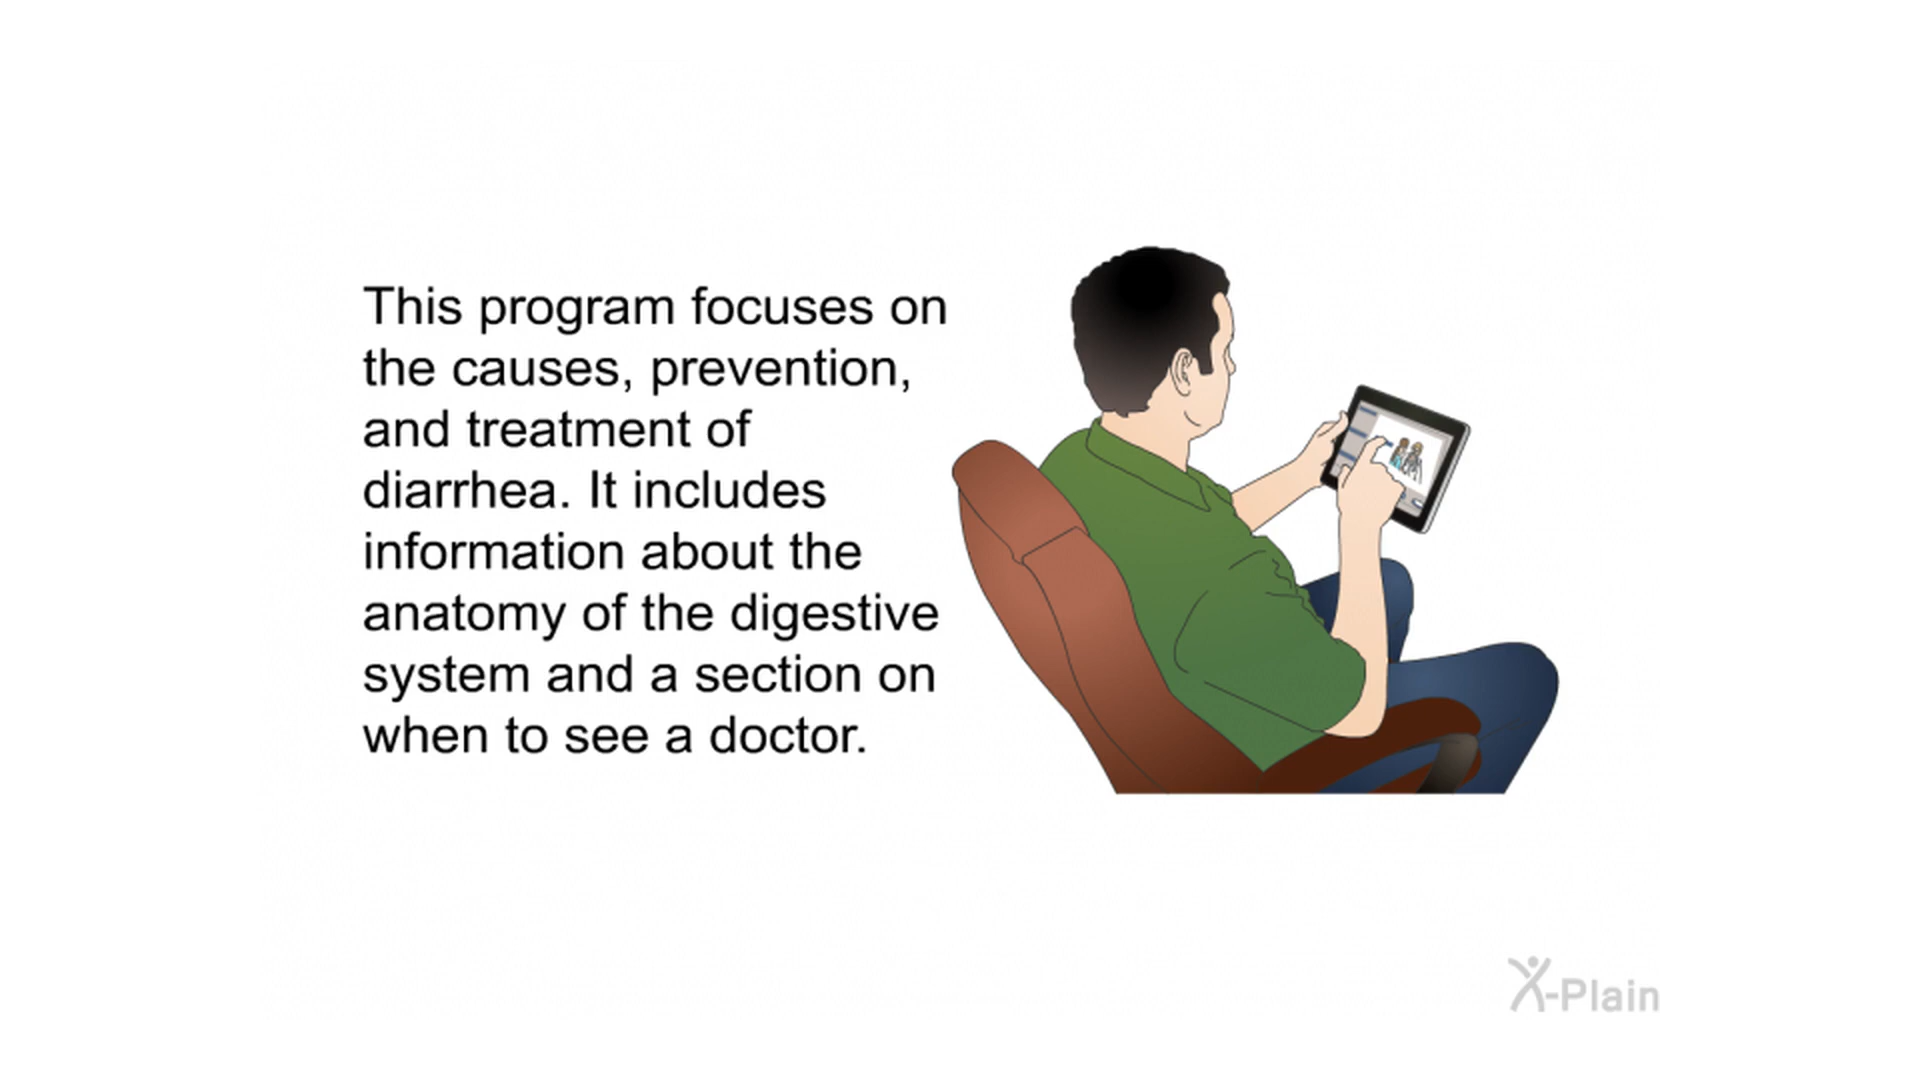 This program focuses on
the causes, prevention,
and treatment of
diarrhea. It includes
information about the
anatomy of the digestive
system and a section on
when to see a doctor.
X-Plain